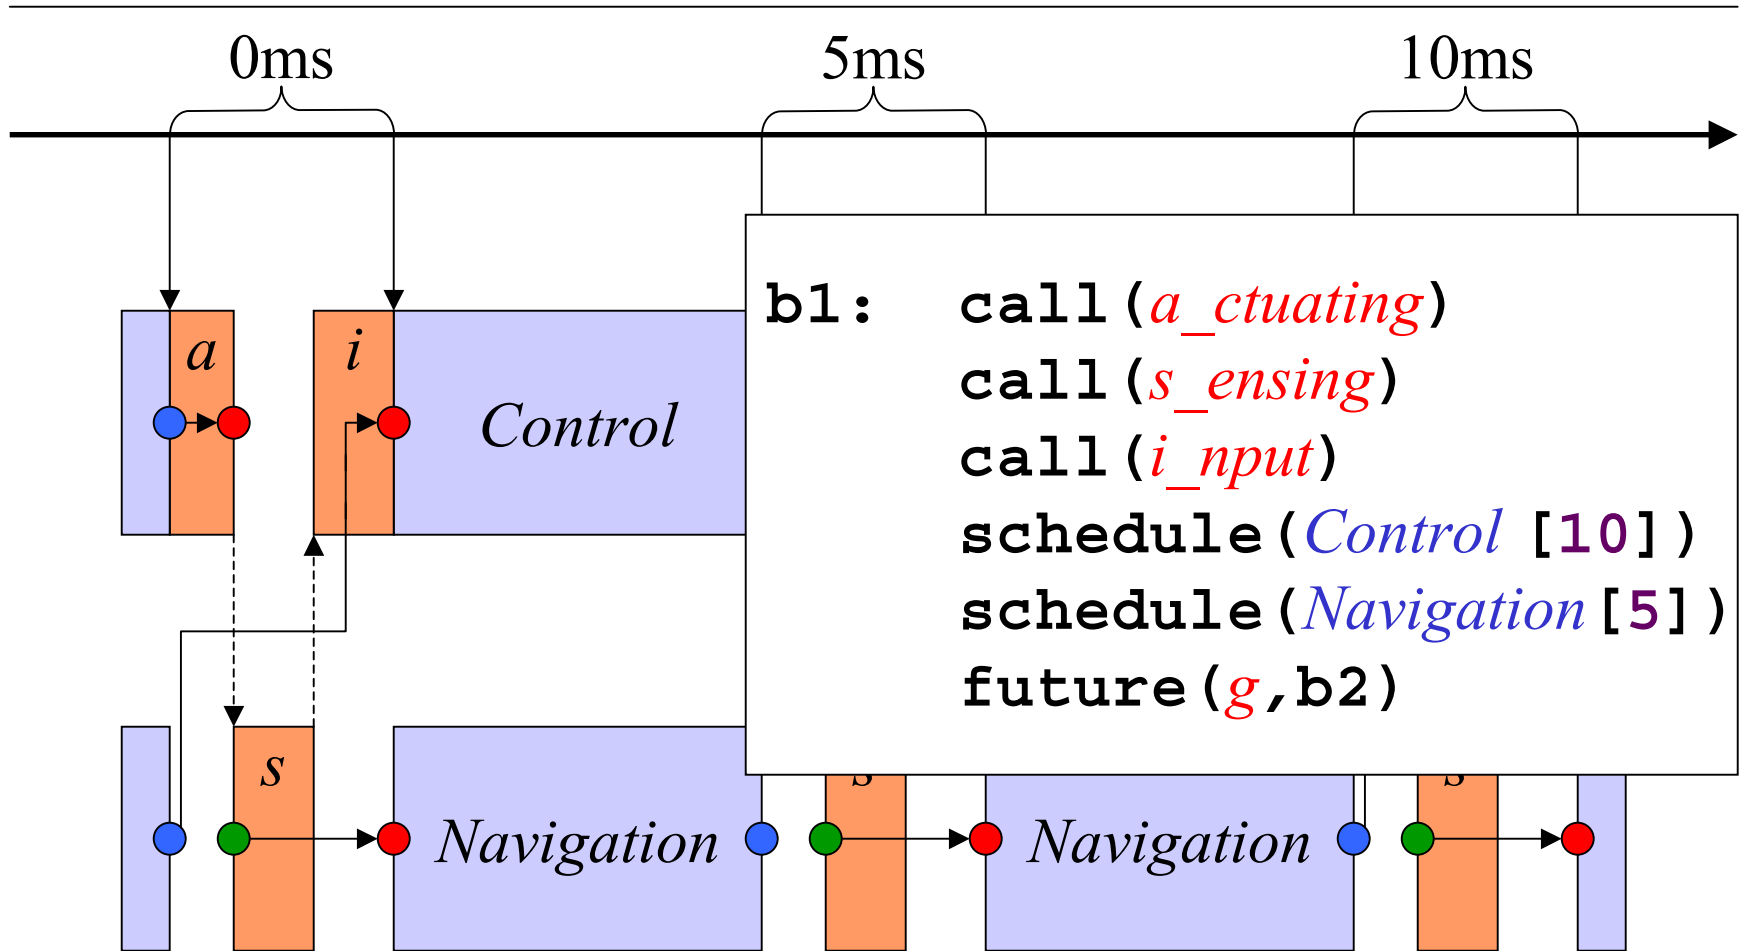 0ms 5ms 10ms
b1: call(a_ctuating)
a i
call(s_ensing)
Control
call(i_nput)
schedule(Control [10])
schedule(Navigation[5])
future(g,b2)
s s s
Navigation Navigation